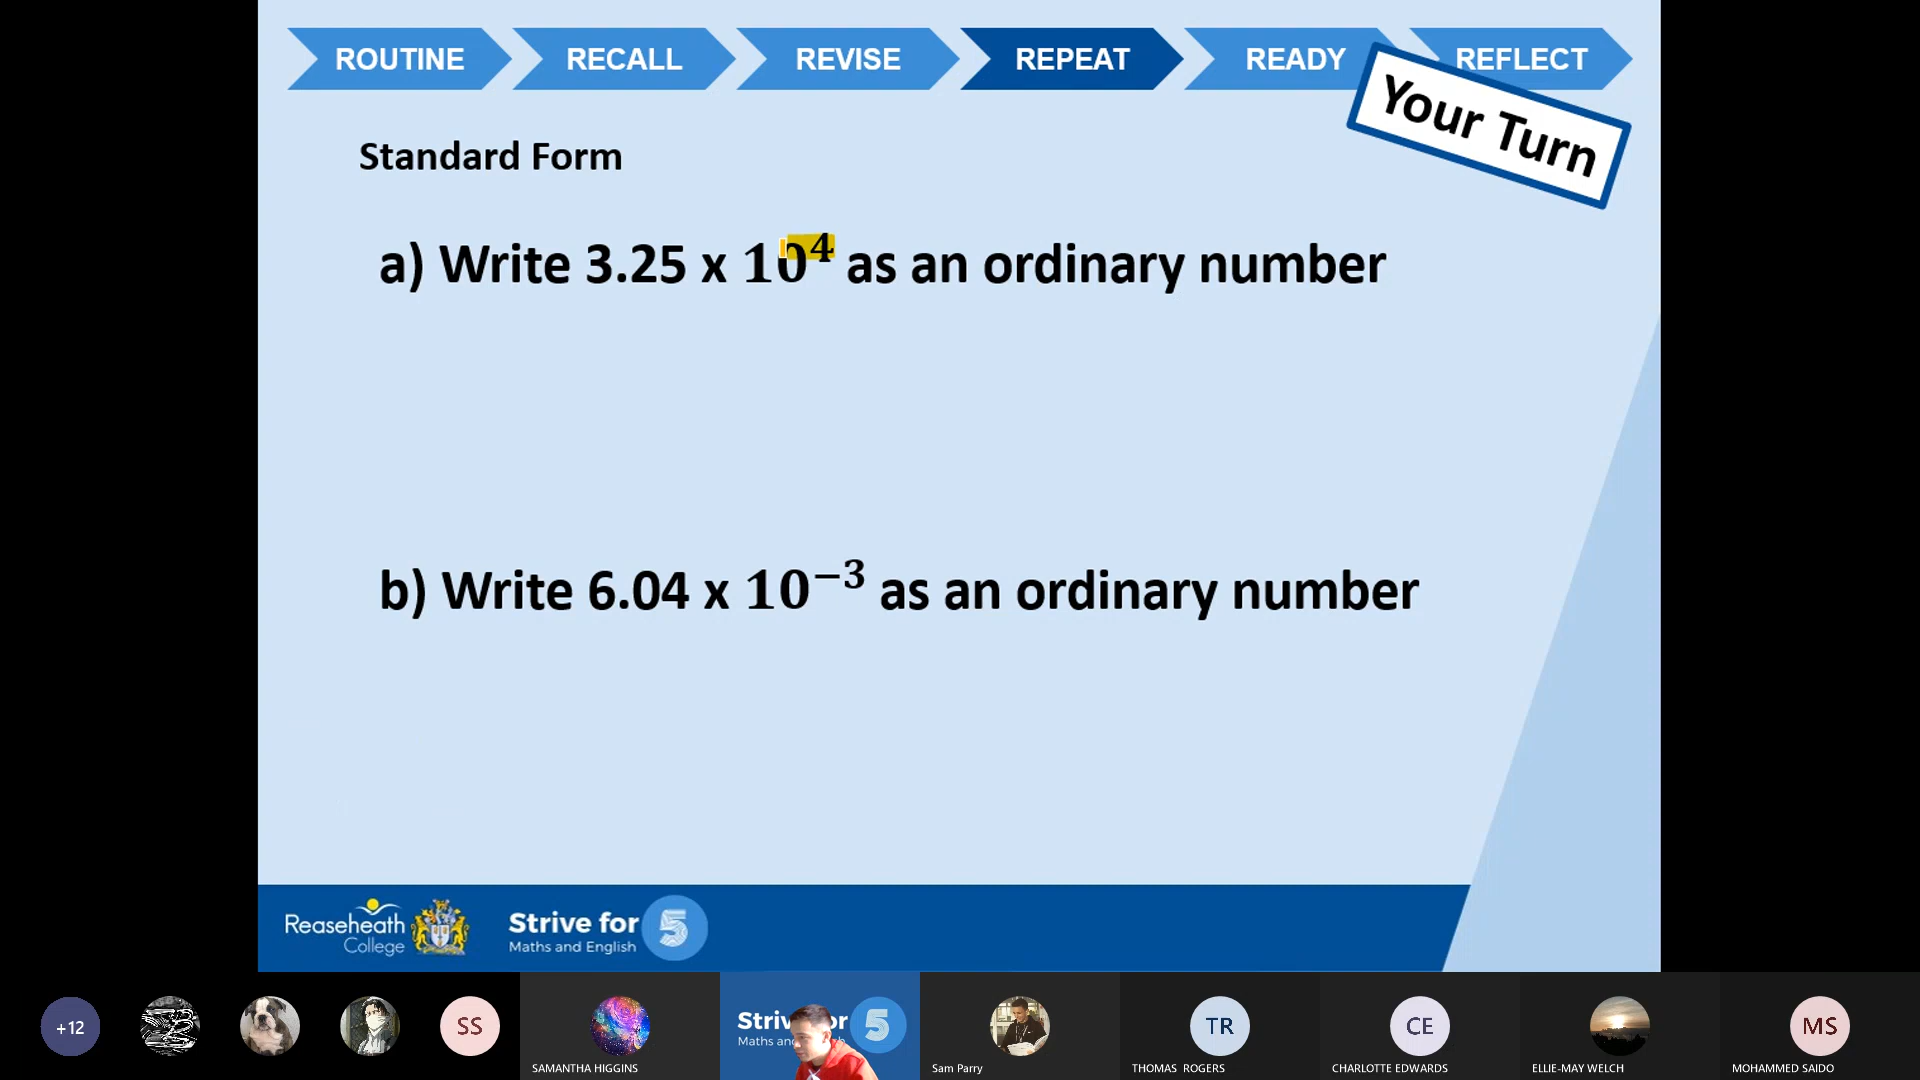 ROUTINE RECALL REVISE REPEAT READY REFLECT
Your Turn
Standard Form
a) Write 3.25 x 10⁴ as an ordinary number
b) Write 6.04 x 10⁻³ as an ordinary number
Reaseheath
College
Strive for 5
Maths and English
+12
SS
SAMANTHA HIGGINS
5
Sam Parry
TR
THOMAS ROGERS
CE
CHARLOTTE EDWARDS
ELLIE-MAY WELCH
MS
MOHAMMED SAIDO